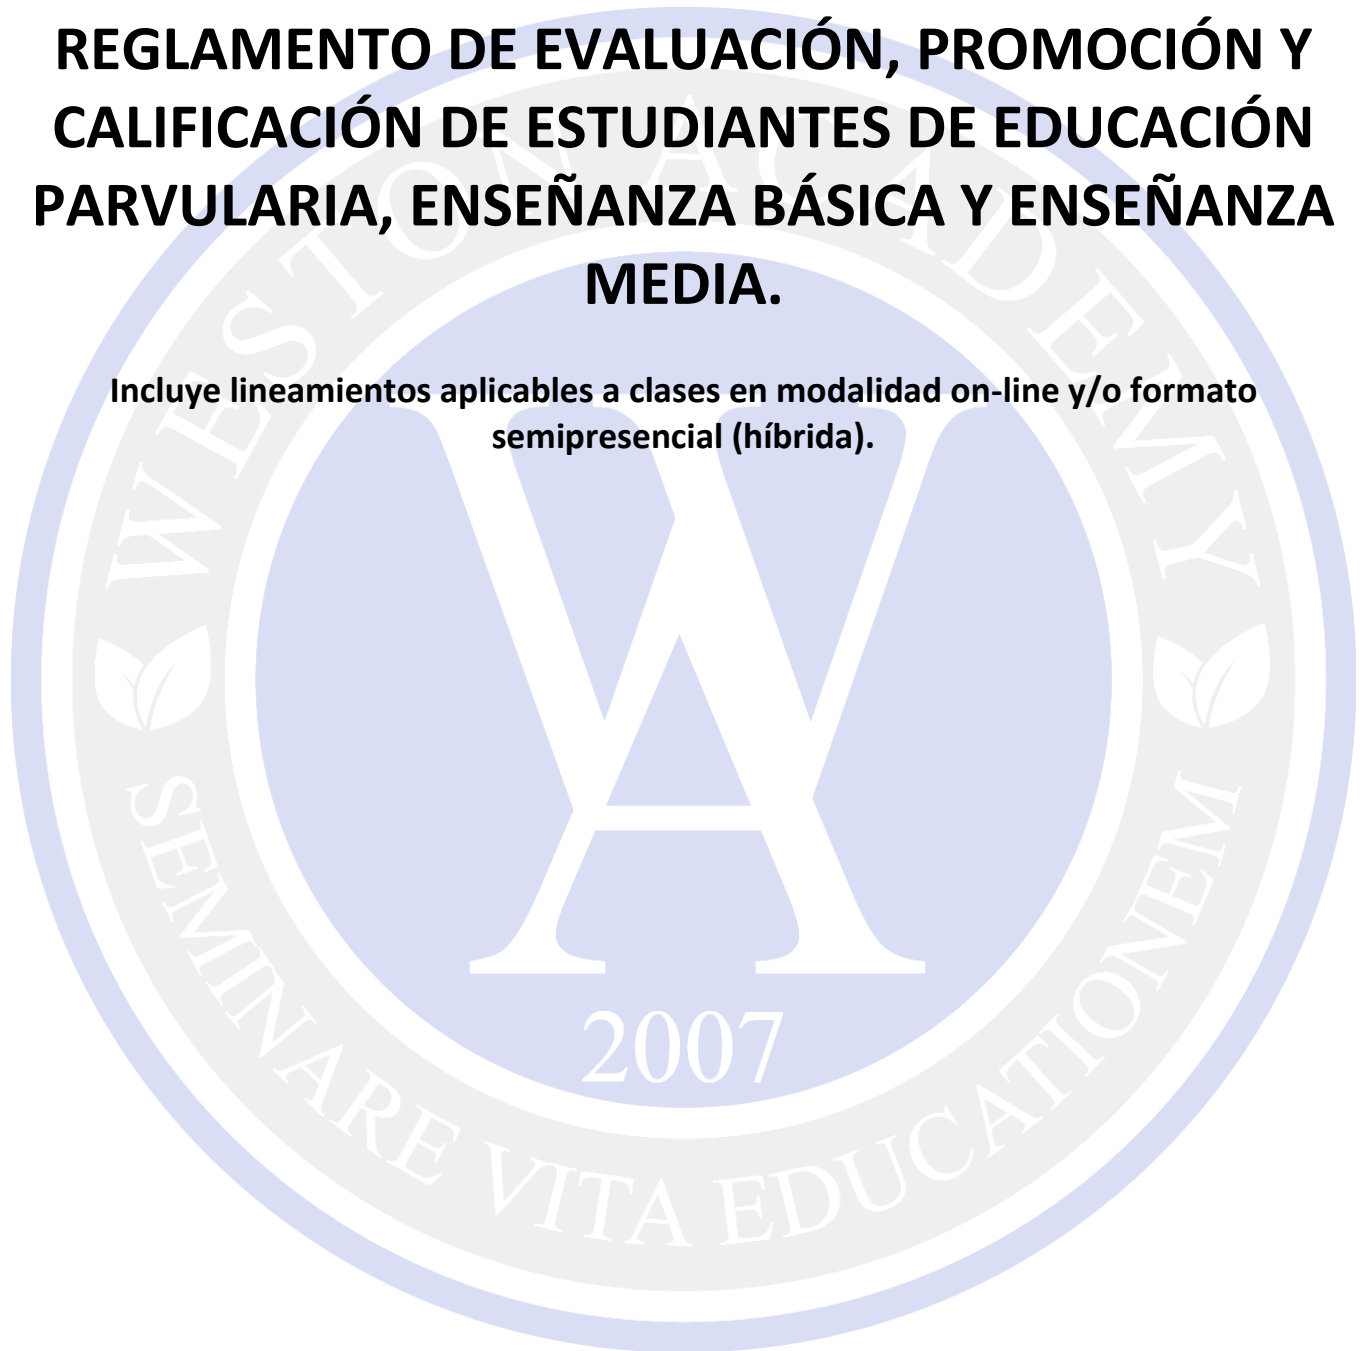 REGLAMENTO DE EVALUACIÓN, PROMOCIÓN Y
CALIFICACIÓN DE ESTUDIANTES DE EDUCACIÓN
PARVULARIA, ENSEÑANZA BÁSICA Y ENSEÑANZA
MEDIA.
Incluye lineamientos aplicables a clases en modalidad on-line y/o formato
semipresencial (híbrida).
WESTON ACADEMY
WA
2007
SEMINARE VITA EDUCATIONEM